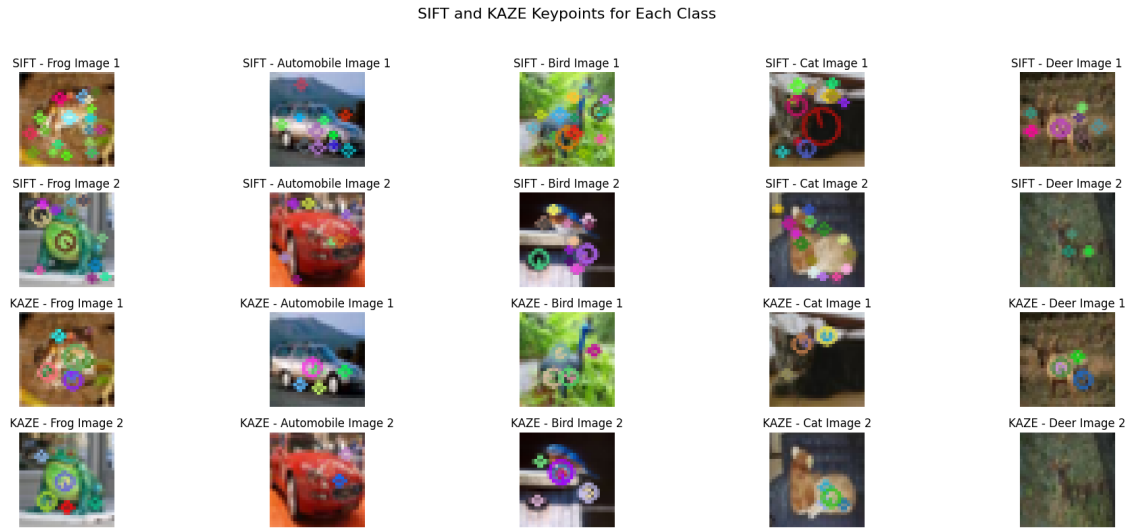 SIFT and KAZE Keypoints for Each Class
SIFT - Frog Image 1
SIFT - Automobile Image 1
SIFT - Bird Image 1
SIFT - Cat Image 1
SIFT - Deer Image 1
SIFT - Frog Image 2
SIFT - Automobile Image 2
SIFT - Bird Image 2
SIFT - Cat Image 2
SIFT - Deer Image 2
KAZE - Frog Image 1
KAZE - Automobile Image 1
KAZE - Bird Image 1
KAZE - Cat Image 1
KAZE - Deer Image 1
KAZE - Frog Image 2
KAZE - Automobile Image 2
KAZE - Bird Image 2
KAZE - Cat Image 2
KAZE - Deer Image 2